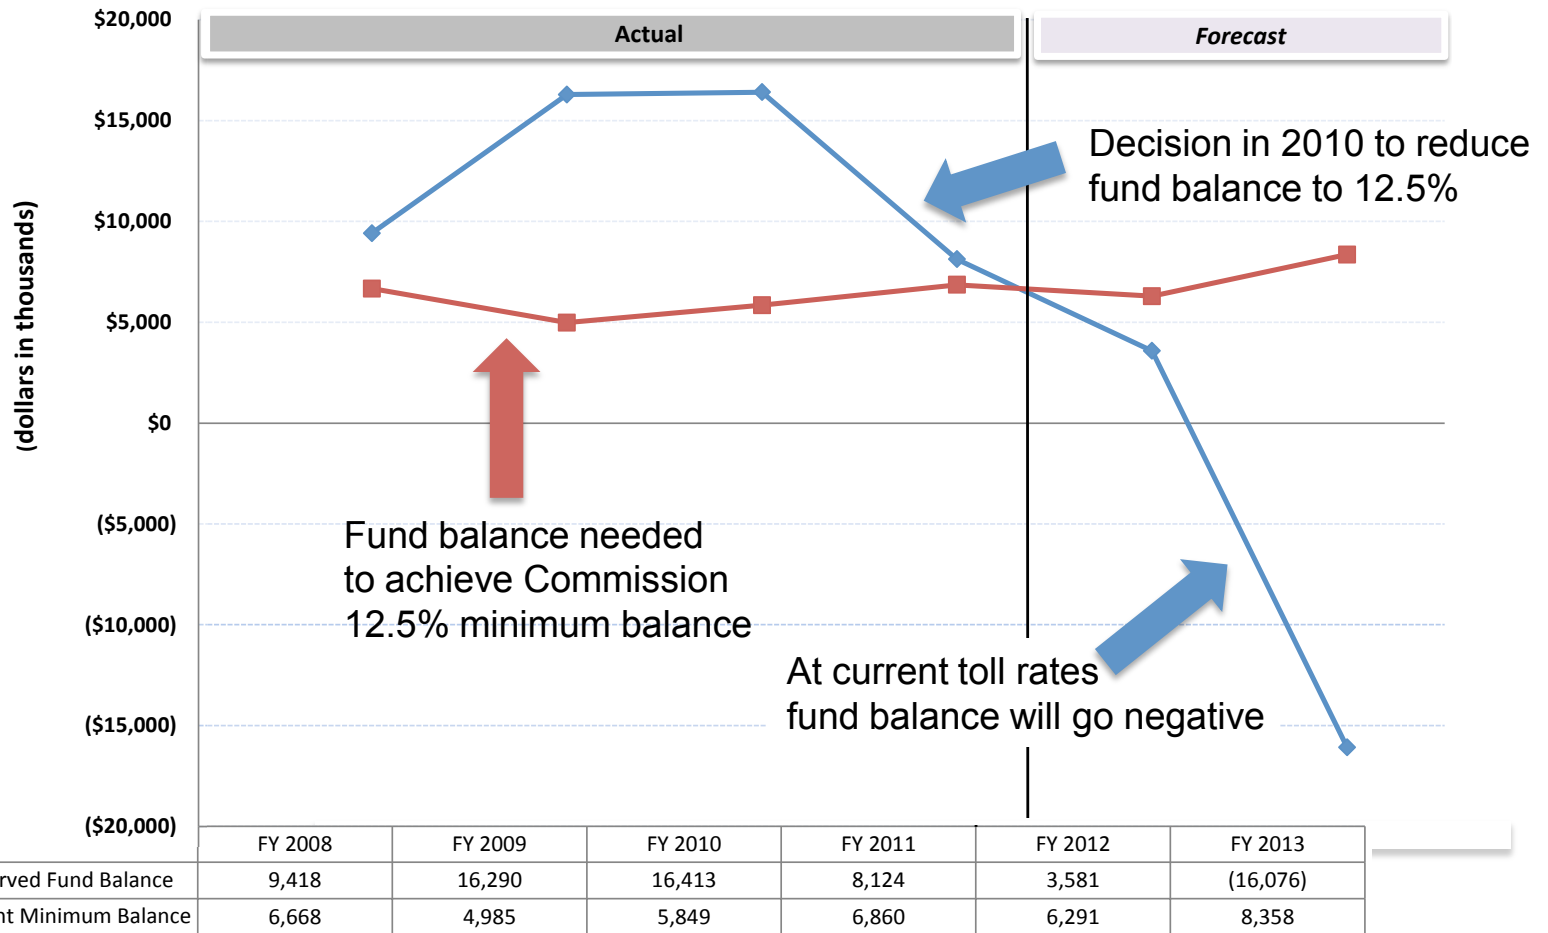 $20,000
Actual
Forecast
$15,000
Decision in 2010 to reduce
fund balance to 12.5%
$10,000
(dollars in thousands)
$5,000
$0
($5,000)
Fund balance needed
to achieve Commission
12.5% minimum balance
($10,000)
At current toll rates
fund balance will go negative
($15,000)
($20,000)
FY 2008 FY 2009 FY 2010 FY 2011 FY 2012 FY 2013
Fund Balance 9,418 16,290 16,413 8,124 3,581 (16,076)
Minimum Balance 6,668 4,985 5,849 6,860 6,291 8,358